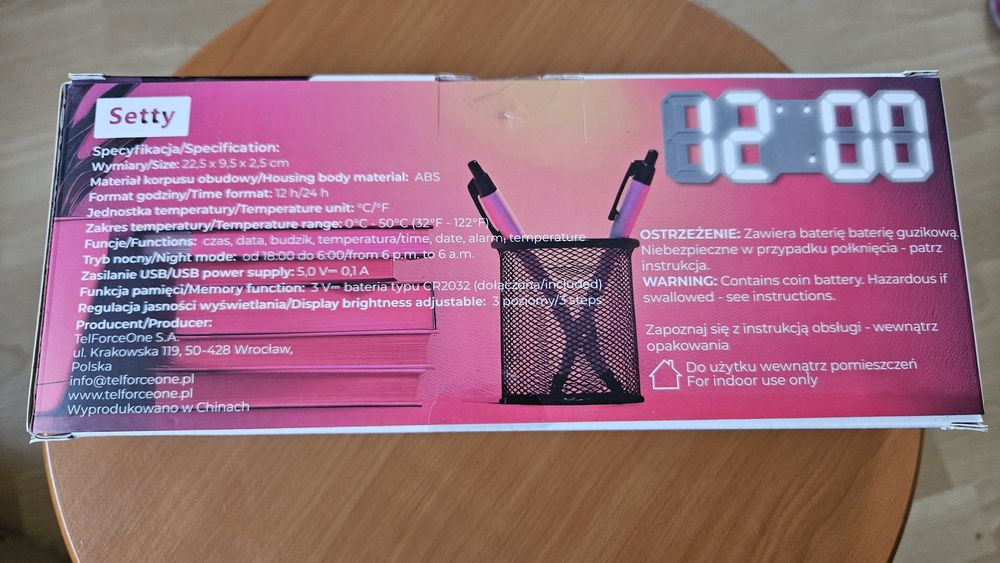 Setty
Specyfikacja/Specification:
Wymiary/Size: 22,5 x 9,5 x 2,5 cm
Materiał korpusu obudowy/Housing body material: ABS
Format godziny/Time format: 12 h/24 h
Jednostka temperatury/Temperature unit: °C/°F
Zakres temperatury/Temperature range: 0°C - 50°C (32°F - 122°F)
Funcje/Functions: czas, data, budzik, temperatura/time, date, alarm, temperature
Tryb nocny/Night mode: od 18:00 do 6:00/from 6 p.m. to 6 a.m.
Zasilanie USB/USB power supply: 5,0 V⎓ 0,1 A
Funkcja pamięci/Memory function: 3 V⎓ bateria typu CR2032 (dołączona/included)
Regulacja jasności wyświetlania/Display brightness adjustable: 3 poziomy/3 steps
Producent/Producer:
TelForceOne S.A.
ul. Krakowska 119, 50-428 Wrocław,
Polska
info@telforceone.pl
www.telforceone.pl
Wyprodukowano w Chinach
12:00
OSTRZEŻENIE: Zawiera baterię baterię guzikową.
Niebezpieczne w przypadku połknięcia - patrz
instrukcja.
WARNING: Contains coin battery. Hazardous if
swallowed - see instructions.
Zapoznaj się z instrukcją obsługi - wewnątrz
opakowania
Do użytku wewnątrz pomieszczeń
For indoor use only